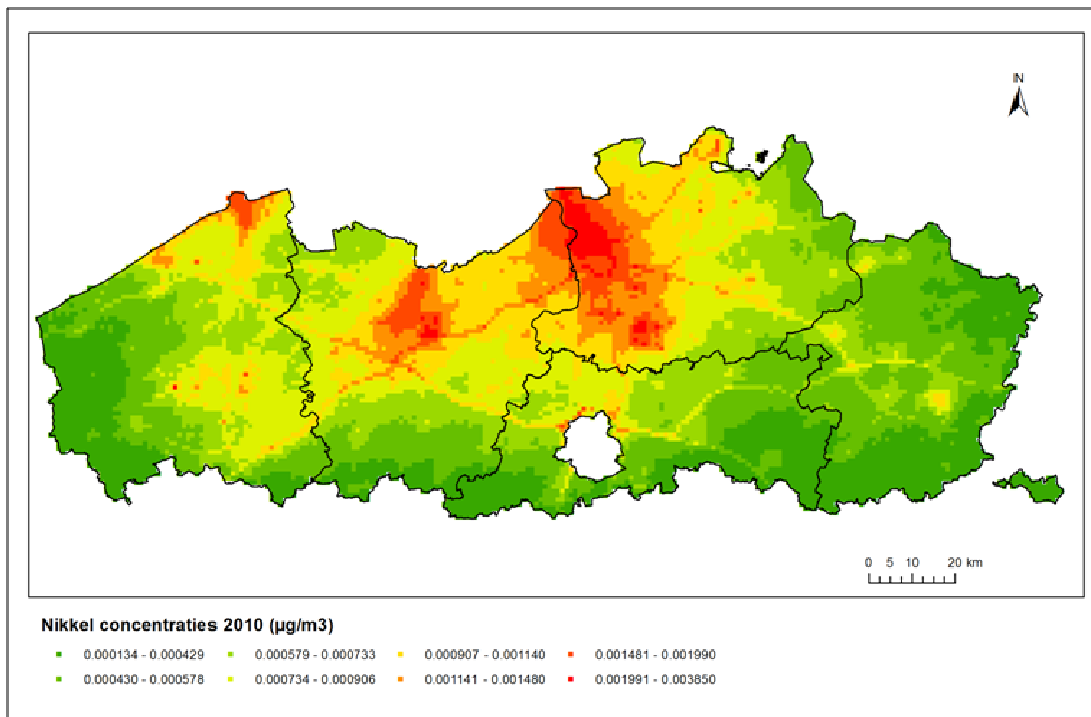 IN
0 5 10 20 km
Nikkel concentraties 2010 (µg/m3)
0.000134 - 0.000429 0.000579 - 0.000733 0.000907 - 0.001140 0.001481 - 0.001990
0.000430 - 0.000578 0.000734 - 0.000906 0.001141 - 0.001480 0.001991 - 0.003850